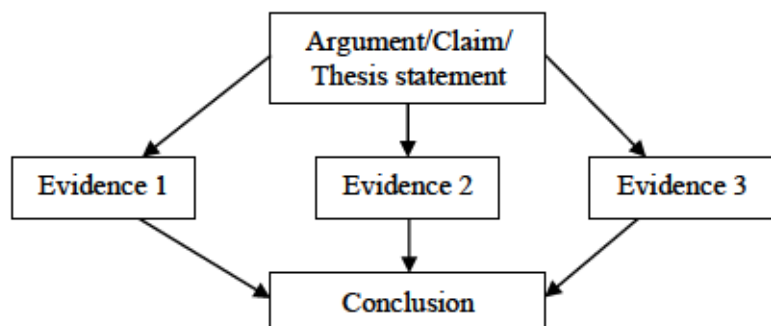 Argument/Claim/
Thesis statement
Evidence 1
Evidence 2
Evidence 3
Conclusion